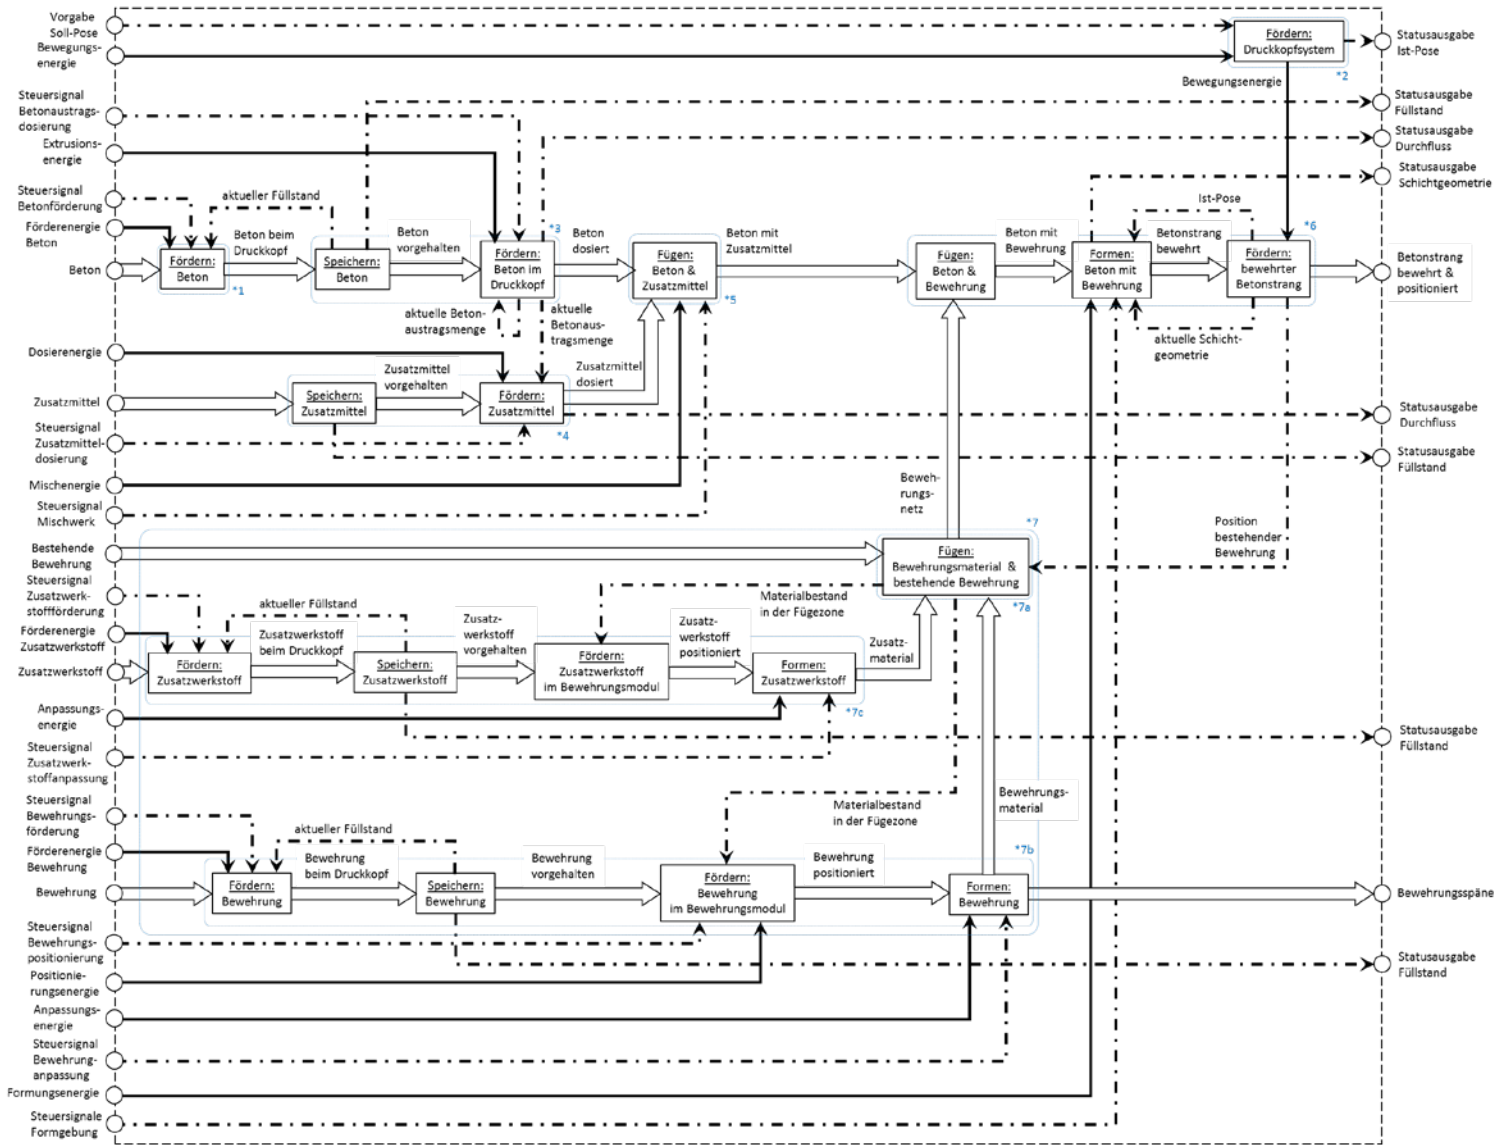 Vorgabe
Soll-Pose
Bewegungs-
energie
Fördern:
Druckkopfsystem
*2
Statusausgabe
Ist-Pose
Bewegungsenergie
Steuersignal
Betonaustrags-
dosierung
Statusausgabe
Füllstand
Statusausgabe
Durchfluss
Extrusions-
energie
Statusausgabe
Schichtgeometrie
Steuersignal
Betonförderung
aktueller Füllstand
Ist-Pose
Förderenergie
Beton
Beton
Fördern:
Beton
*1
Beton beim
Druckkopf
Speichern:
Beton
Beton
vorgehalten
*3
Fördern:
Beton im
Druckkopf
Beton
dosiert
Fügen:
Beton &
Zusatzmittel
*5
Beton mit
Zusatzmittel
Fügen:
Beton &
Bewehrung
Beton mit
Bewehrung
Formen:
Beton mit
Bewehrung
Betonstrang
bewehrt
*6
Fördern:
bewehrter
Betonstrang
Betonstrang
bewehrt &
positioniert
aktuelle Beton-
austragsmenge
aktuelle
Betonaus-
tragsmenge
aktuelle Schicht-
geometrie
Dosierenergie
Zusatzmittel
Speichern:
Zusatzmittel
Zusatzmittel
vorgehalten
Fördern:
Zusatzmittel
*4
Zusatzmittel
dosiert
Statusausgabe
Durchfluss
Steuersignal
Zusatzmittel-
dosierung
Statusausgabe
Füllstand
Mischenergie
Steuersignal
Mischwerk
Beweh-
rungs-
netz
Position
bestehender
Bewehrung
*7
Bestehende
Bewehrung
Fügen:
Bewehrungsmaterial &
bestehende Bewehrung
*7a
Steuersignal
Zusatzwerk-
stoffförderung
aktueller Füllstand
Materialbestand
in der Fügezone
Förderenergie
Zusatzwerkstoff
Zusatzwerkstoff
Fördern:
Zusatzwerkstoff
Zusatzwerkstoff
beim Druckkopf
Speichern:
Zusatzwerkstoff
Zusatz-
werkstoff
vorgehalten
Fördern:
Zusatzwerkstoff
im Bewehrungsmodul
Zusatz-
werkstoff
positioniert
Formen:
Zusatzwerkstoff
*7c
Zusatz-
material
Anpassungs-
energie
Steuersignal
Zusatzwerk-
stoffanpassung
Statusausgabe
Füllstand
Steuersignal
Bewehrungs-
förderung
aktueller Füllstand
Materialbestand
in der Fügezone
Bewehrungs-
material
Förderenergie
Bewehrung
Bewehrung
Fördern:
Bewehrung
Bewehrung
beim Druckkopf
Speichern:
Bewehrung
Bewehrung
vorgehalten
Fördern:
Bewehrung
im Bewehrungsmodul
Bewehrung
positioniert
*7b
Formen:
Bewehrung
Bewehrungsspäne
Steuersignal
Bewehrungs-
positionierung
Statusausgabe
Füllstand
Positionie-
rungsenergie
Anpassungs-
energie
Steuersignal
Bewehrung-
anpassung
Formungsenergie
Steuersignale
Formgebung